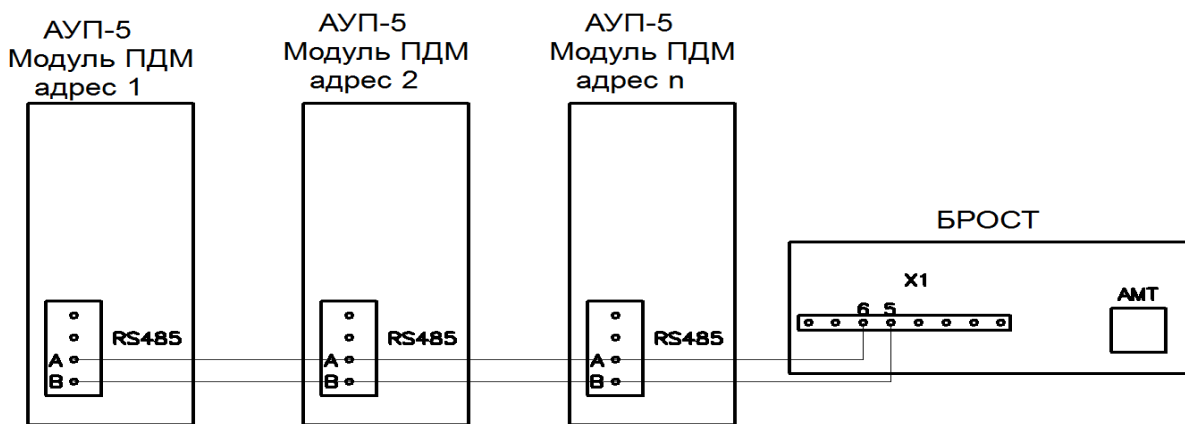 АУП-5
Модуль ПДМ
адрес 1
АУП-5
Модуль ПДМ
адрес 2
АУП-5
Модуль ПДМ
адрес n
БРОСТ
X1
6 5
АМТ
RS485
A
B
RS485
A
B
RS485
A
B